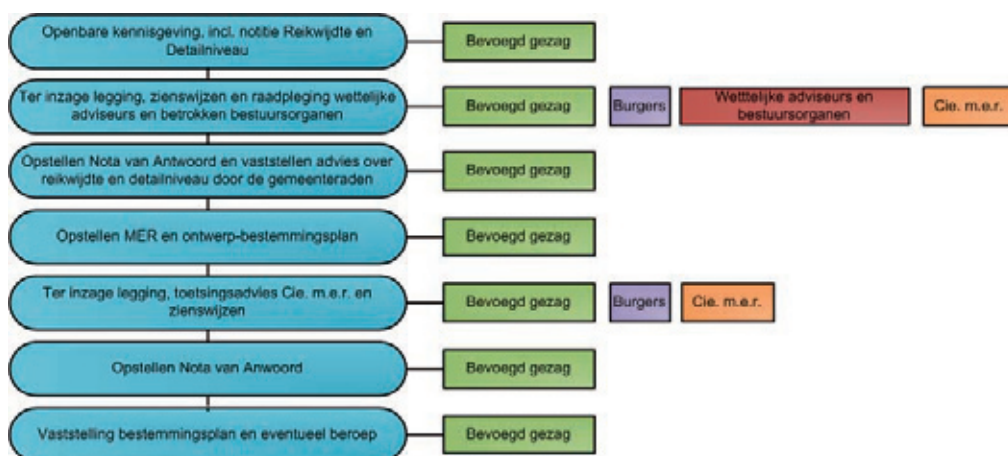 Openbare kennisgeving, incl. notitie Reikwijdte en
Detailniveau
Bevoegd gezag
Ter inzage legging, zienswijzen en raadpleging wettelijke
adviseurs en betrokken bestuursorganen
Bevoegd gezag
Burgers
Wetttelijke adviseurs en
bestuursorganen
Cie. m.e.r.
Opstellen Nota van Antwoord en vaststellen advies over
reikwijdte en detailniveau door de gemeenteraden
Bevoegd gezag
Opstellen MER en ontwerp-bestemmingsplan
Bevoegd gezag
Ter inzage legging, toetsingsadvies Cie. m.e.r. en
zienswijzen
Bevoegd gezag
Burgers
Cie. m.e.r.
Opstellen Nota van Anwoord
Bevoegd gezag
Vaststelling bestemmingsplan en eventueel beroep
Bevoegd gezag